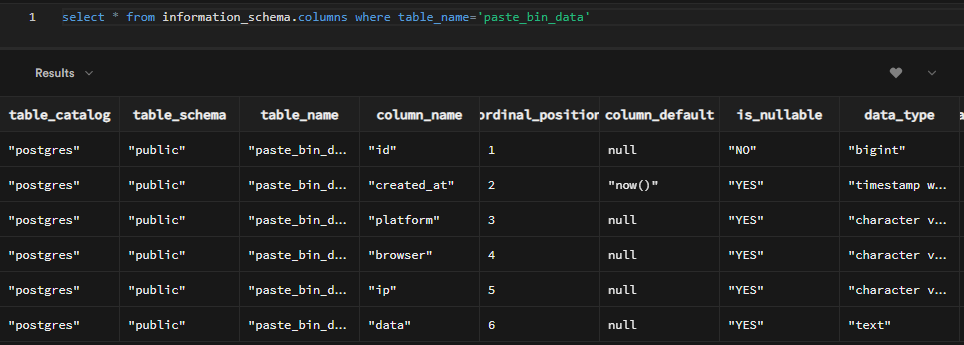 1 select * from information_schema.columns where table_name='paste_bin_data'
Results
table_catalog table_schema table_name column_name ordinal_position column_default is_nullable data_type
"postgres" "public" "paste_bin_d... "id" 1 null "NO" "bigint"
"postgres" "public" "paste_bin_d... "created_at" 2 "now()" "YES" "timestamp w...
"postgres" "public" "paste_bin_d... "platform" 3 null "YES" "character v...
"postgres" "public" "paste_bin_d... "browser" 4 null "YES" "character v...
"postgres" "public" "paste_bin_d... "ip" 5 null "YES" "character v...
"postgres" "public" "paste_bin_d... "data" 6 null "YES" "text"